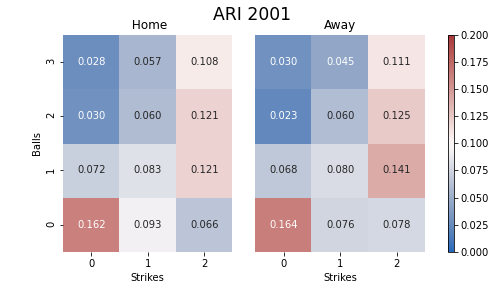 ARI 2001
Home Away
3 0.028 0.057 0.108 0.030 0.045 0.111
2 0.030 0.060 0.121 0.023 0.060 0.125
1 0.072 0.083 0.121 0.068 0.080 0.141
0 0.162 0.093 0.066 0.164 0.076 0.078
Balls
0 1 2 0 1 2
Strikes Strikes
0.200
0.175
0.150
0.125
0.100
0.075
0.050
0.025
0.000